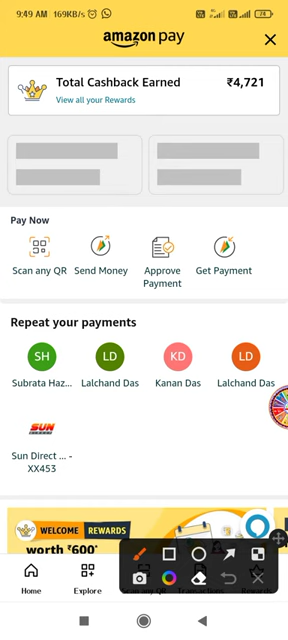 9:49 AM 169KB/s
74
amazon pay
Total Cashback Earned
₹4,721
View all your Rewards
Pay Now
Scan any QR
Send Money
Approve
Payment
Get Payment
Repeat your payments
SH
LD
KD
LD
Subrata Haz...
Lalchand Das
Kanan Das
Lalchand Das
SUN
Sun Direct ... -
XX453
WELCOME REWARDS
worth ₹600*
Home
Explore